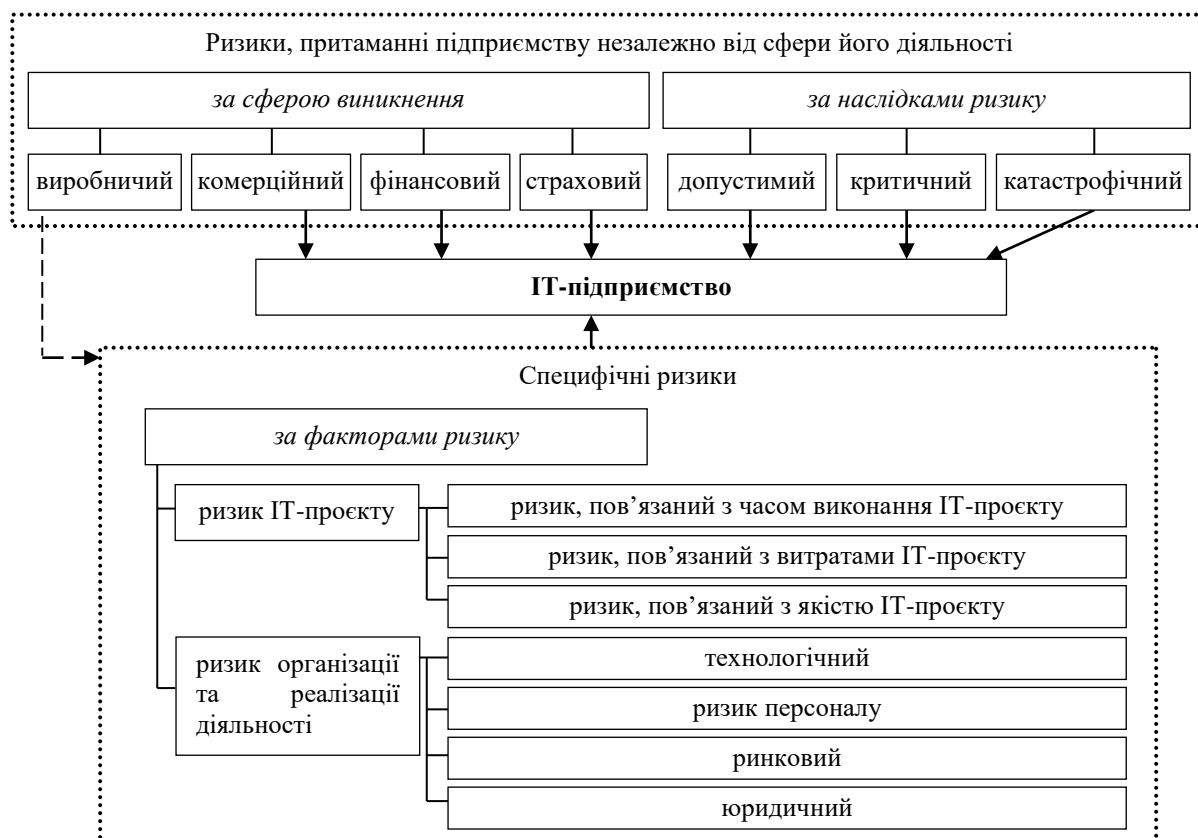 Ризики, притаманні підприємству незалежно від сфери його діяльності
за сферою виникнення
за наслідками ризику
виробничий
комерційний
фінансовий
страховий
допустимий
критичний
катастрофічний
ІТ-підприємство
Специфічні ризики
за факторами ризику
ризик ІТ-проєкту
ризик, пов’язаний з часом виконання ІТ-проєкту
ризик, пов’язаний з витратами ІТ-проєкту
ризик, пов’язаний з якістю ІТ-проєкту
ризик організації
та реалізації
діяльності
технологічний
ризик персоналу
ринковий
юридичний